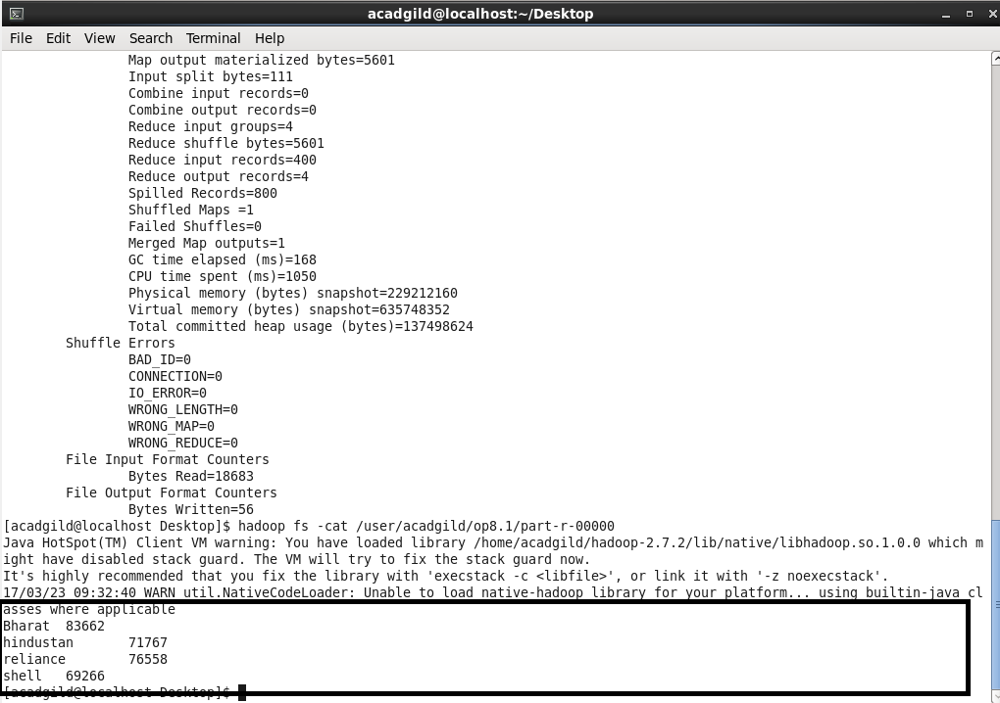 acadgild@localhost:~/Desktop
File Edit View Search Terminal Help
Map output materialized bytes=5601
Input split bytes=111
Combine input records=0
Combine output records=0
Reduce input groups=4
Reduce shuffle bytes=5601
Reduce input records=400
Reduce output records=4
Spilled Records=800
Shuffled Maps =1
Failed Shuffles=0
Merged Map outputs=1
GC time elapsed (ms)=168
CPU time spent (ms)=1050
Physical memory (bytes) snapshot=229212160
Virtual memory (bytes) snapshot=635748352
Total committed heap usage (bytes)=137498624
Shuffle Errors
BAD_ID=0
CONNECTION=0
IO_ERROR=0
WRONG_LENGTH=0
WRONG_MAP=0
WRONG_REDUCE=0
File Input Format Counters
Bytes Read=18683
File Output Format Counters
Bytes Written=56
[acadgild@localhost Desktop]$ hadoop fs -cat /user/acadgild/op8.1/part-r-00000
Java HotSpot(TM) Client VM warning: You have loaded library /home/acadgild/hadoop-2.7.2/lib/native/libhadoop.so.1.0.0 which m
ight have disabled stack guard. The VM will try to fix the stack guard now.
It's highly recommended that you fix the library with 'execstack -c <libfile>', or link it with '-z noexecstack'.
17/03/23 09:32:40 WARN util.NativeCodeLoader: Unable to load native-hadoop library for your platform... using builtin-java cl
asses where applicable
Bharat 83662
hindustan 71767
reliance 76558
shell 69266
[acadgild@localhost Desktop]$